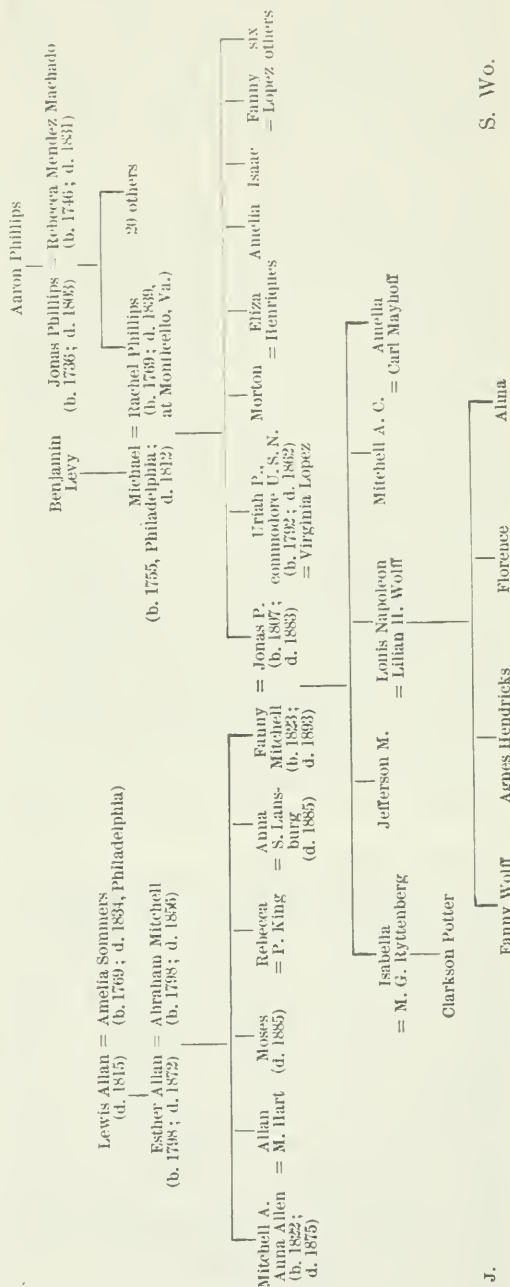 Aaron Phillips
Benjamin Levy
Jonas Phillips = Rebecca Mendez Machado
(b. 1736; d. 1803) (b. 1746; d. 1831)
Michael = Rachel Phillips
(b. 1755, Philadelphia; d. 1812)
(b. 1769; d. 1839, at Monticello, Va.)
20 others
Lewis Allan = Amelia Sommers
(d. 1815) (b. 1769; d. 1834, Philadelphia)
Esther Allan = Abraham Mitchell
(b. 1798; d. 1872) (b. 1798; d. 1856)
Mitchell A.
Anna Allen
(b. 1822;
d. 1875)
Allan
= M. Hart
Moses
(d. 1885)
Rebecca
= P. King
Anna
= S. Lans-
burg
(d. 1885)
Fanny
Mitchell
(b. 1823;
d. 1893)
= Jonas P.
(b. 1807;
d. 1883)
Uriah P.,
commodore U. S. N.
(b. 1792; d. 1862)
= Virginia Lopez
Morton
Eliza
= Henriques
Amelia
Isaac
Fanny
= Lopez
six
others
Isabella
= M. G. Ryttenberg
Jefferson M.
Louis Napoleon
= Lilian H. Wolff
Mitchell A. C.
Amelia
= Carl Mayhoff
Clarkson Potter
Fanny Wolff
Agnes Hendricks
Florence
Alma
J.
S. Wo.